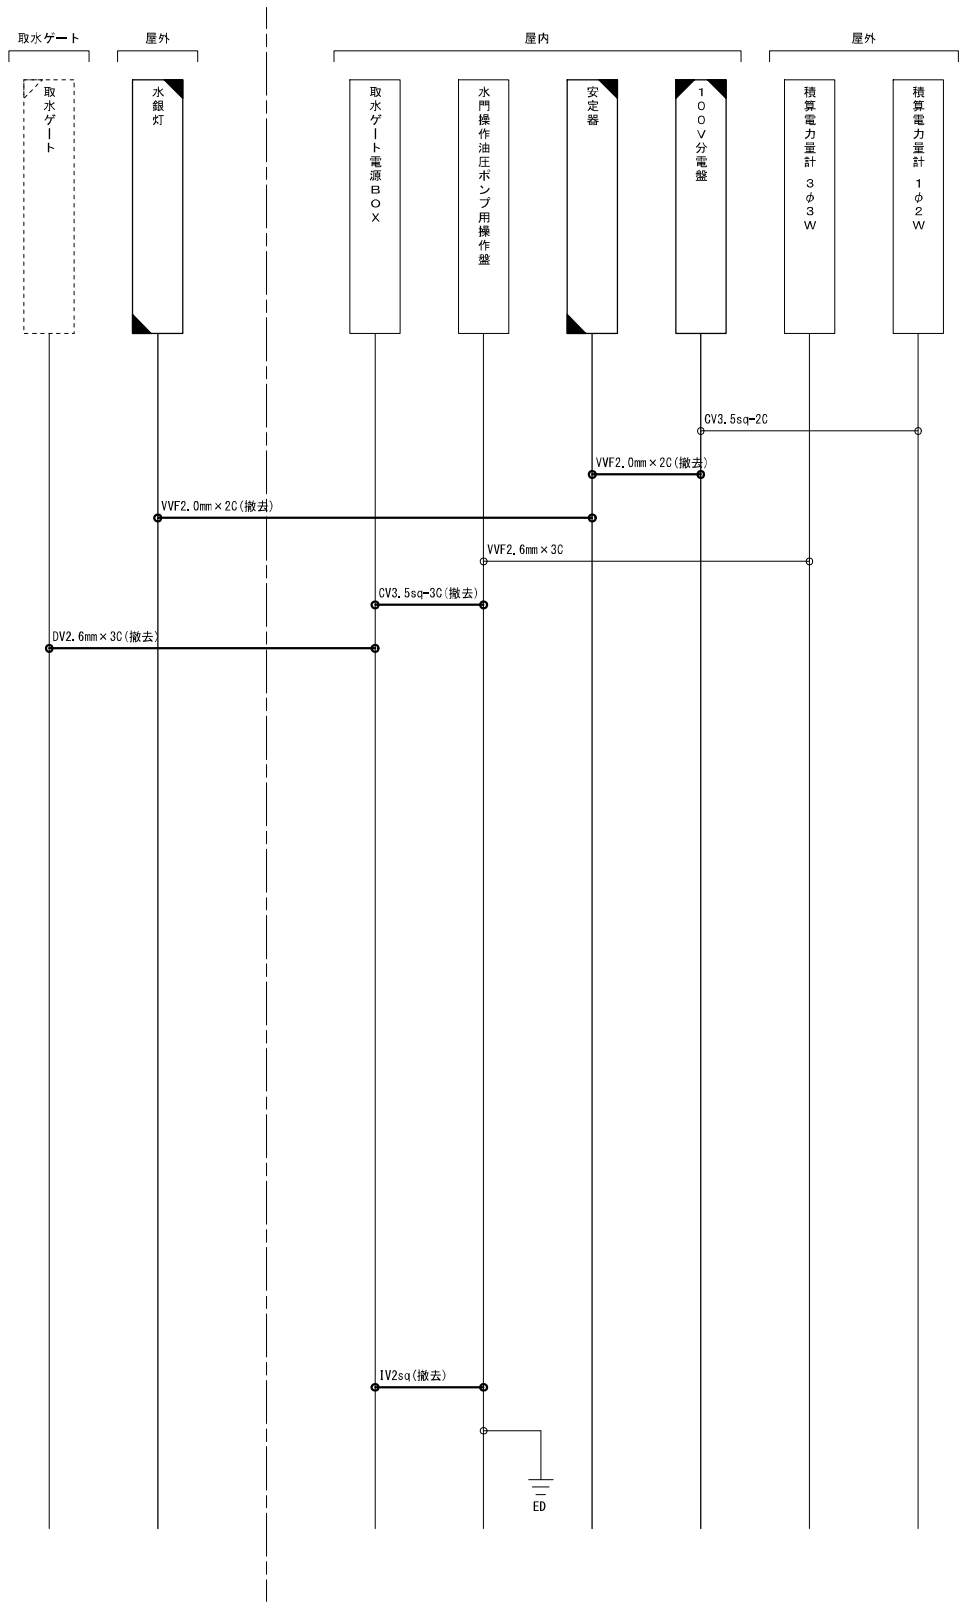 取水ゲート
屋外
屋内
屋外
取水ゲート
水銀灯
取水ゲート電源BOX
水門操作油圧ポンプ用操作盤
安定器
100V分電盤
積算電力量計 3φ3W
積算電力量計 1φ2W
CV3.5sq-2C
VVF2.0mm×2C(撤去)
VVF2.0mm×2C(撤去)
VVF2.6mm×3C
CV3.5sq-3C(撤去)
DV2.6mm×3C(撤去)
IV2sq(撤去)
ED